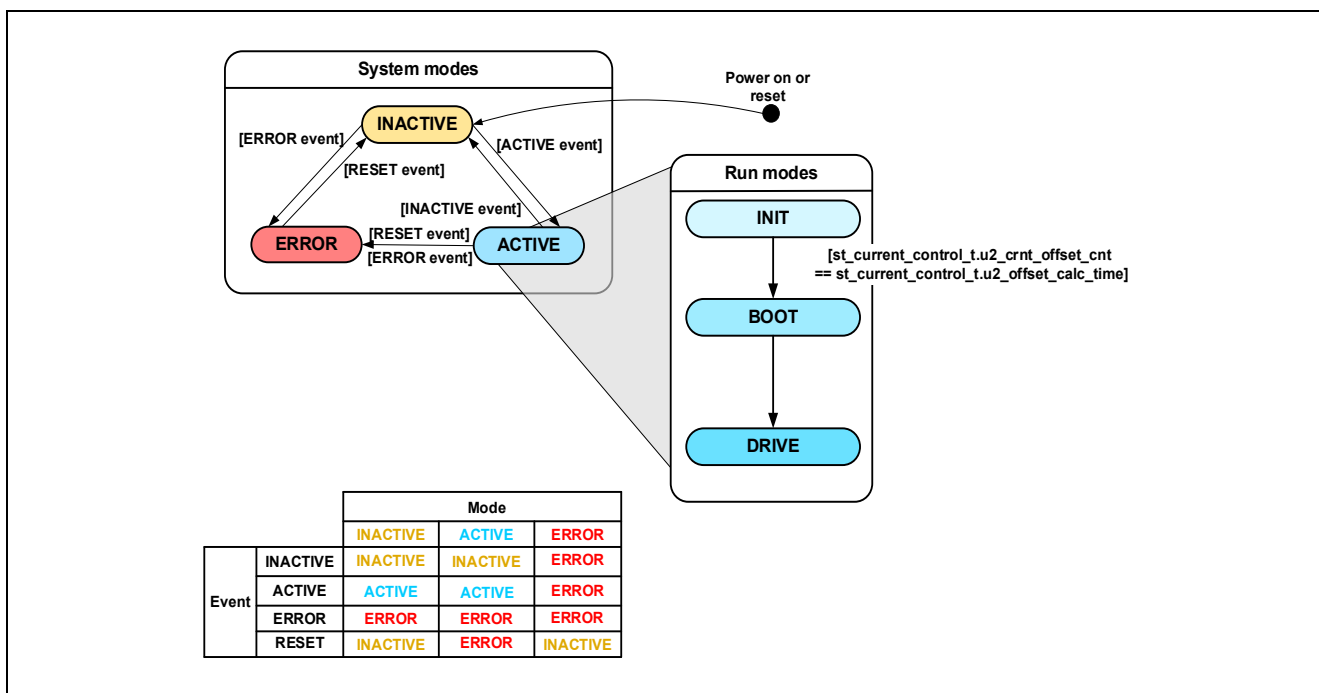 System modes
Power on or
reset
INACTIVE
[ERROR event]
[ACTIVE event]
[RESET event]
[INACTIVE event]
ERROR
[RESET event]
[ERROR event]
ACTIVE
Run modes
INIT
[st_current_control_t.u2_crnt_offset_cnt
== st_current_control_t.u2_offset_calc_time]
BOOT
DRIVE
Mode
INACTIVE ACTIVE ERROR
Event
INACTIVE INACTIVE INACTIVE ERROR
ACTIVE ACTIVE ACTIVE ERROR
ERROR ERROR ERROR ERROR
RESET INACTIVE ERROR INACTIVE